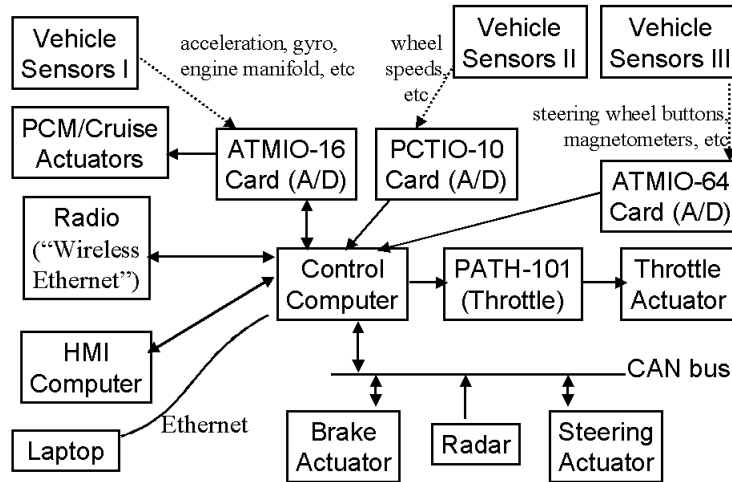 Vehicle
Sensors I
acceleration, gyro,
engine manifold, etc
wheel
speeds,
etc
Vehicle
Sensors II
Vehicle
Sensors III
steering wheel buttons,
magnetometers, etc
PCM/Cruise
Actuators
ATMIO-16
Card (A/D)
PCTIO-10
Card (A/D)
ATMIO-64
Card (A/D)
Radio
(“Wireless
Ethernet”)
Control
Computer
PATH-101
(Throttle)
Throttle
Actuator
HMI
Computer
CAN bus
Ethernet
Laptop
Brake
Actuator
Radar
Steering
Actuator